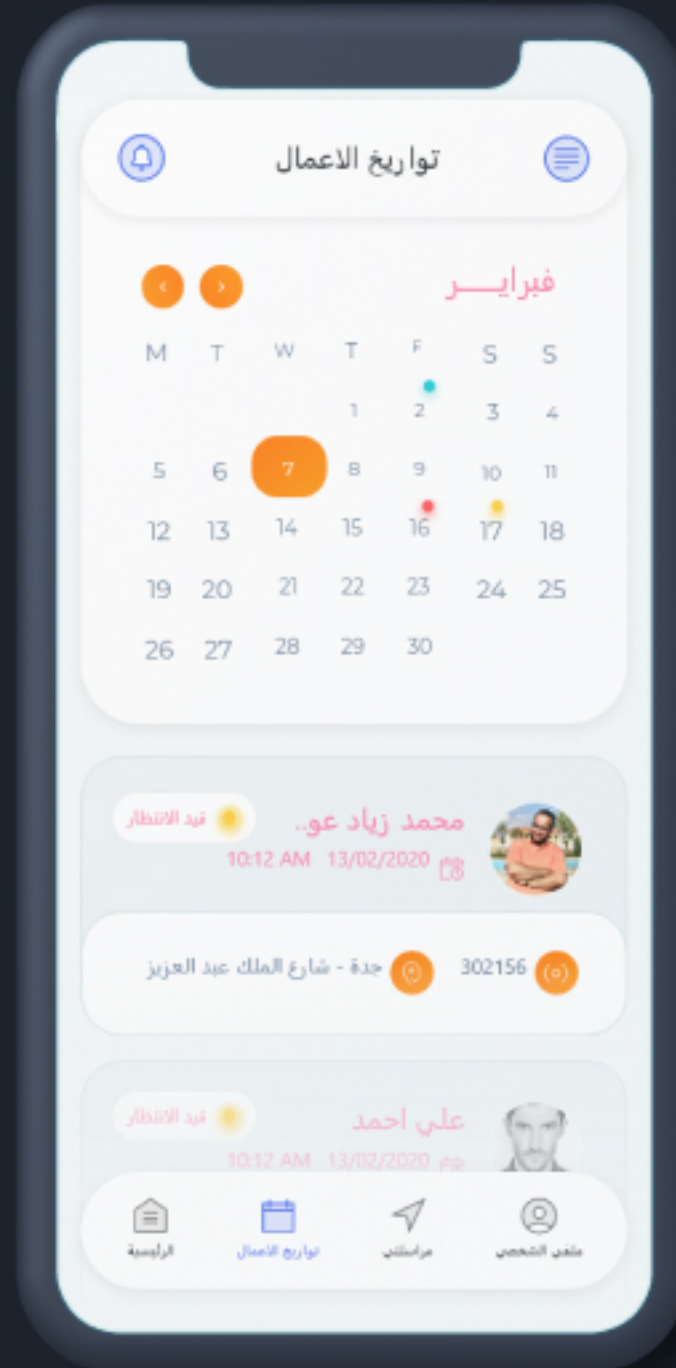 تواريخ الاعمال
فبرايــــر
M T W T F S S
1 2 3 4
5 6 7 8 9 10 11
12 13 14 15 16 17 18
19 20 21 22 23 24 25
26 27 28 29 30
محمد زياد عو..
قيد الانتظار
13/02/2020 10:12 AM
302156
جدة - شارع الملك عبد العزيز
علي احمد
قيد الانتظار
13/02/2020 10:12 AM
ملفي الشخصي
مراسلتي
تواريخ الاعمال
الرئيسية